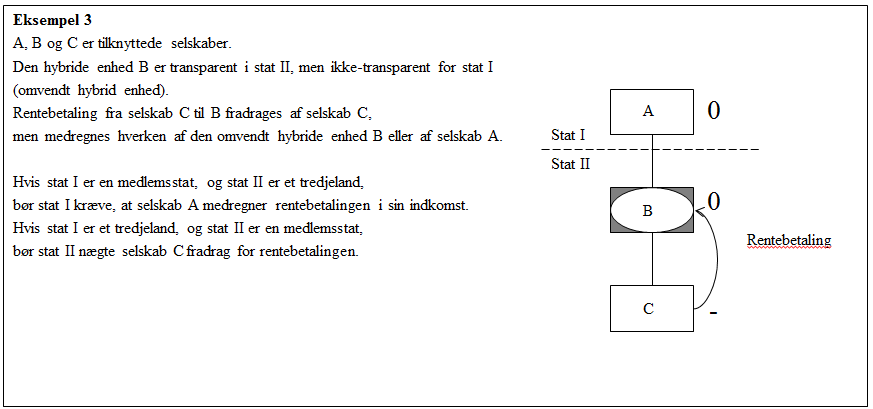 Eksempel 3
A, B og C er tilknyttede selskaber.
Den hybride enhed B er transparent i stat II, men ikke-transparent for stat I
(omvendt hybrid enhed).
Rentebetaling fra selskab C til B fradrages af selskab C,
men medregnes hverken af den omvendt hybride enhed B eller af selskab A.
Hvis stat I er en medlemsstat, og stat II er et tredjeland,
bør stat I kræve, at selskab A medregner rentebetalingen i sin indkomst.
Hvis stat I er et tredjeland, og stat II er en medlemsstat,
bør stat II nægte selskab C fradrag for rentebetalingen.
A
0
Stat I
Stat II
B
0
Rentebetaling
C
-